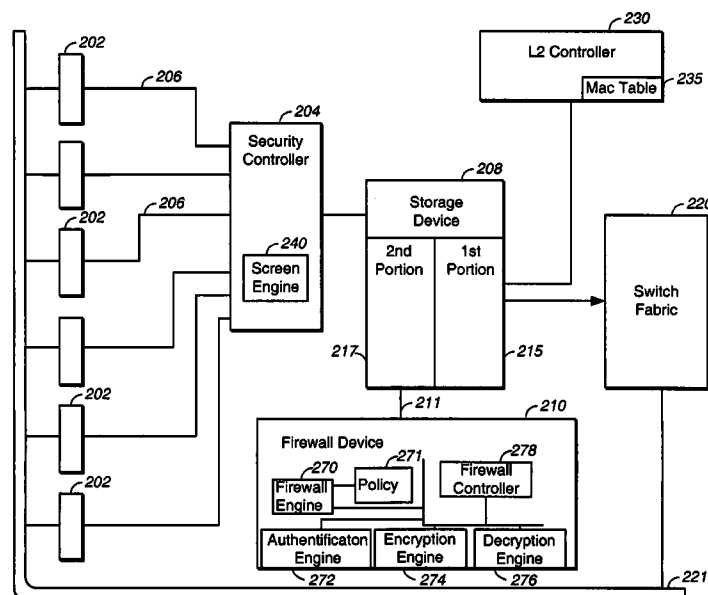 202
206
204
Security
Controller
230
L2 Controller
Mac Table
235
202
206
240
Screen
Engine
208
Storage
Device
2nd
Portion
1st
Portion
217
215
220
Switch
Fabric
202
202
211
210
Firewall Device
270
Firewall
Engine
271
Policy
278
Firewall
Controller
Authentificaton
Engine
Encryption
Engine
Decryption
Engine
272
274
276
221